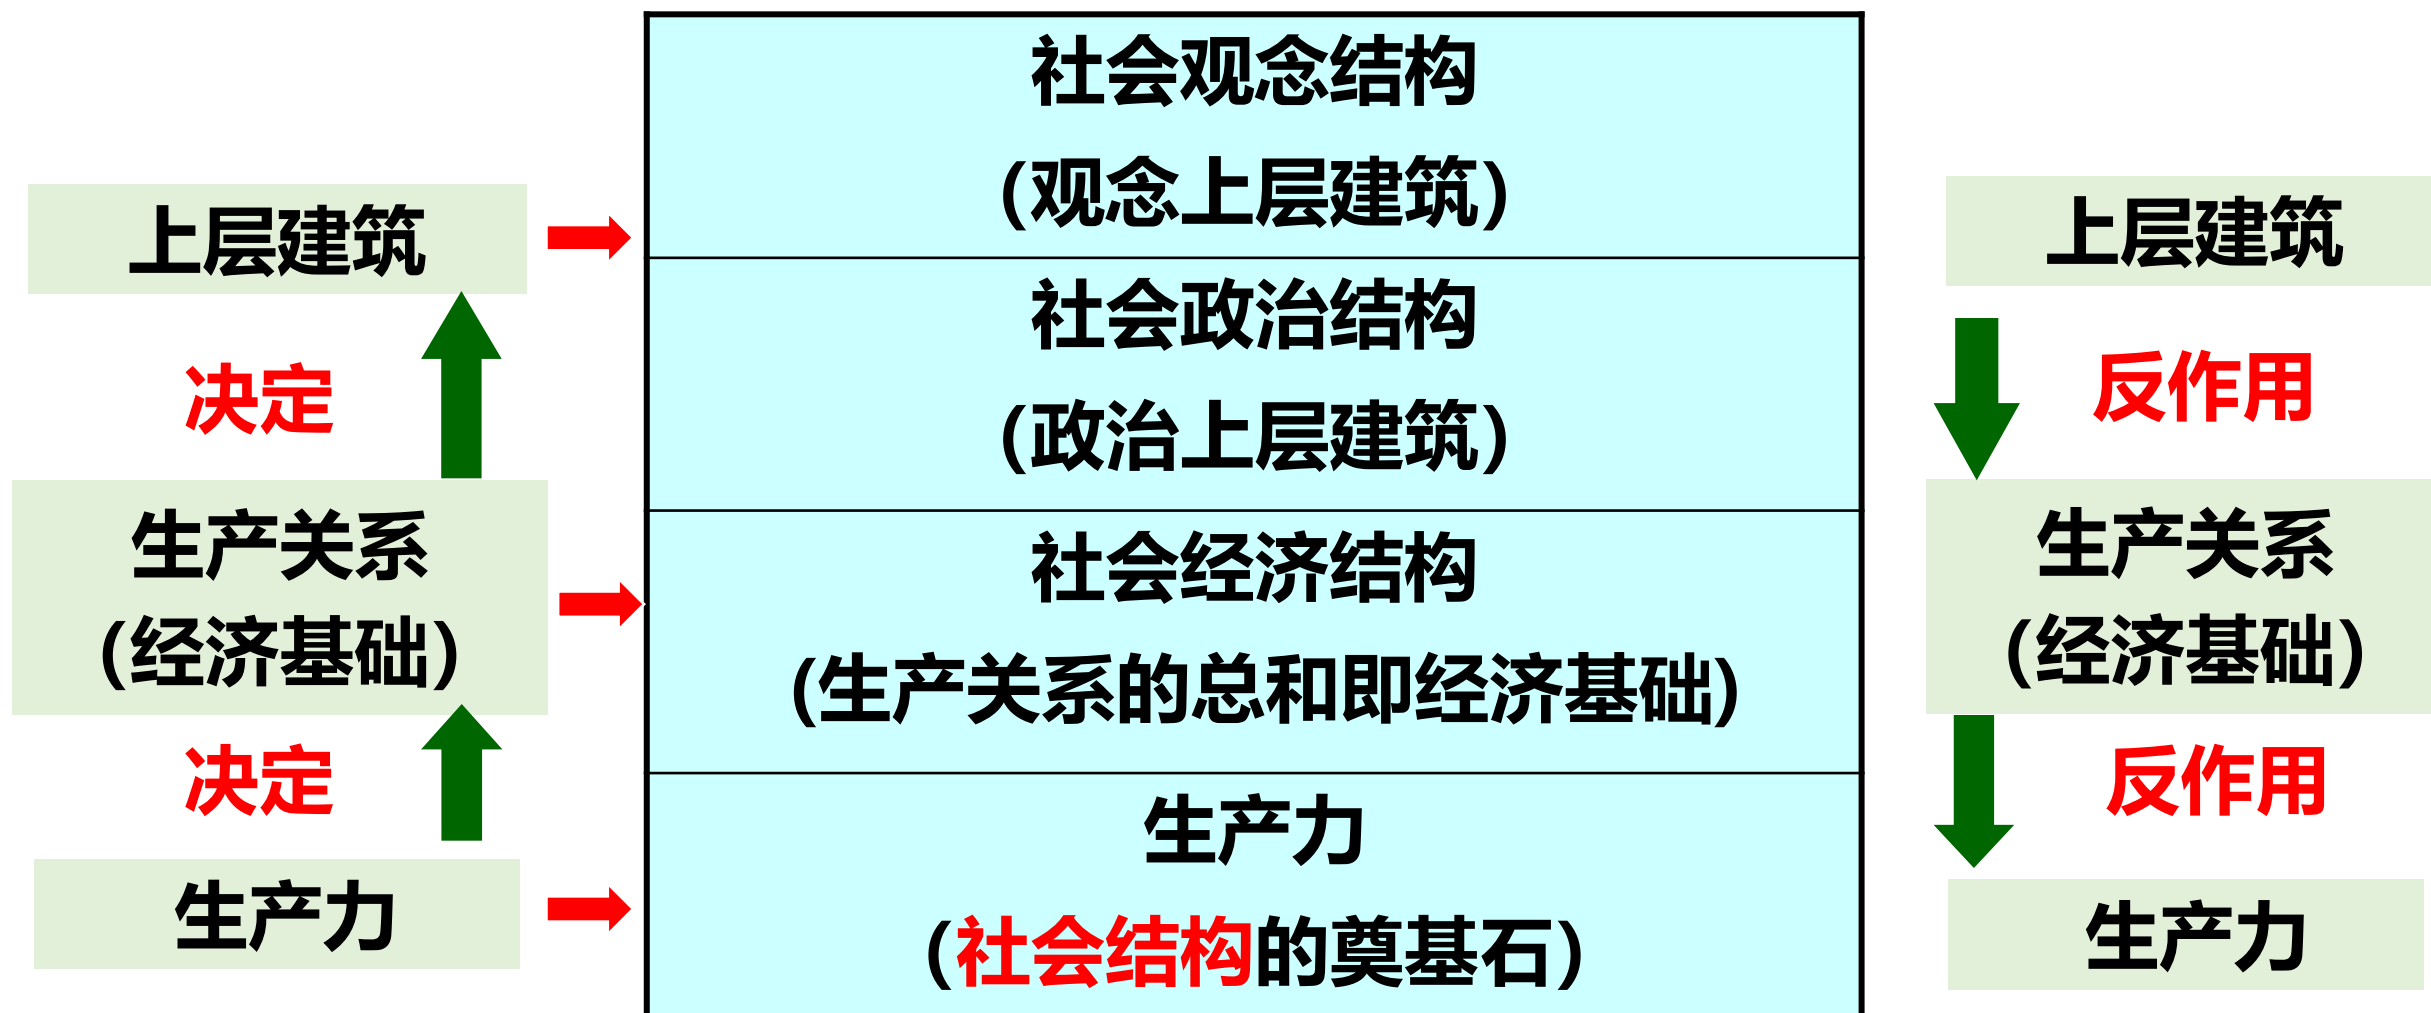 上层建筑
决定
生产关系
(经济基础)
决定
生产力
社会观念结构
(观念上层建筑)
社会政治结构
(政治上层建筑)
社会经济结构
(生产关系的总和即经济基础)
生产力
(社会结构的奠基石)
上层建筑
反作用
生产关系
(经济基础)
反作用
生产力